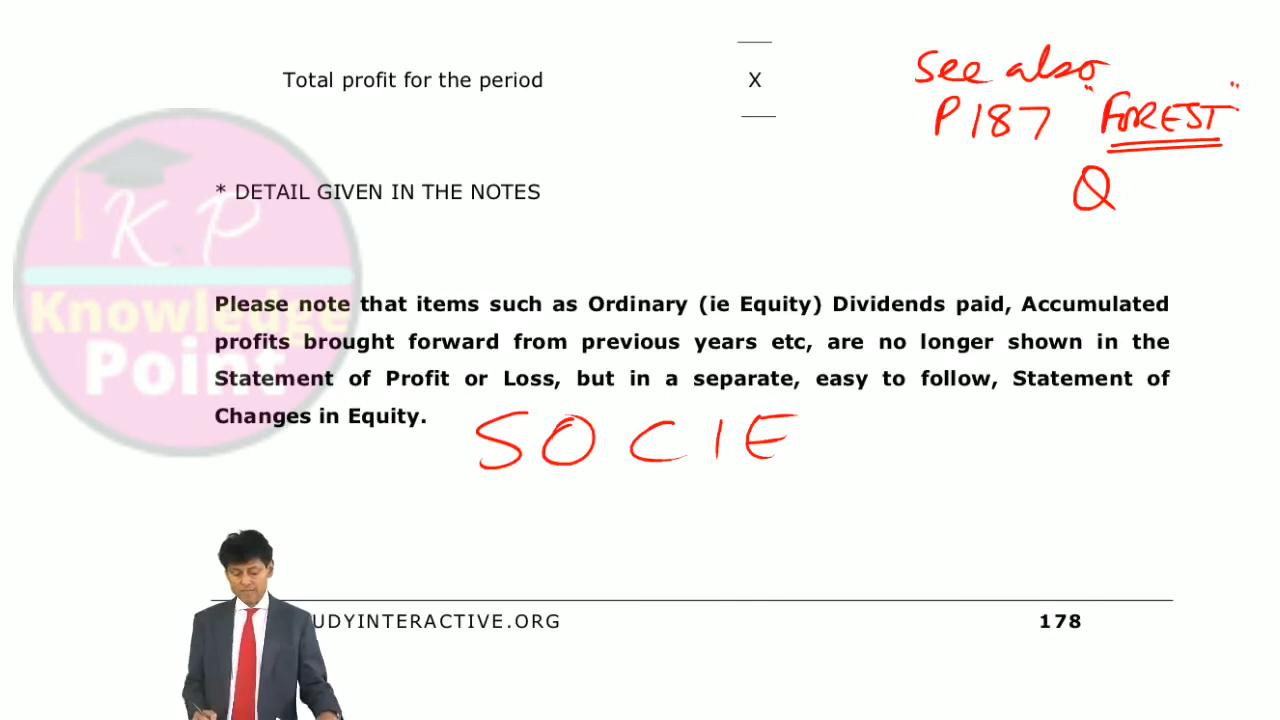 See also
Total profit for the period X
P187 "FOREST"
Q
* DETAIL GIVEN IN THE NOTES
K.P
Knowledge
Point
Please note that items such as Ordinary (ie Equity) Dividends paid, Accumulated
profits brought forward from previous years etc, are no longer shown in the
Statement of Profit or Loss, but in a separate, easy to follow, Statement of
Changes in Equity.
SOCIE
UDYINTERACTIVE.ORG 178